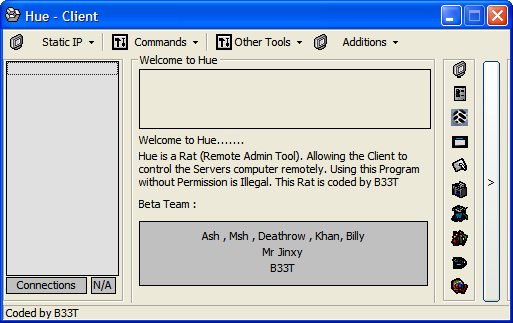 Hue - Client
Static IP
Commands
Other Tools
Additions
Welcome to Hue
Welcome to Hue.......
Hue is a Rat (Remote Admin Tool). Allowing the Client to
control the Servers computer remotely. Using this Program
without Permission is Illegal. This Rat is coded by B33T
Beta Team :
Ash , Msh , Deathrow , Khan, Billy
Mr Jinxy
B33T
>
Connections
N/A
Coded by B33T